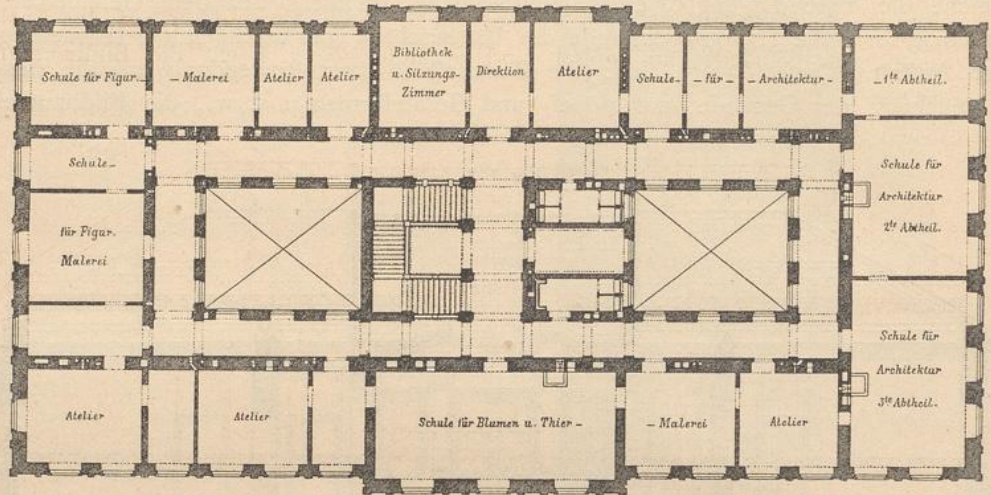 Schule für Figur.
- Malerei
Atelier
Atelier
Bibliothek
u. Sitzungs-
Zimmer
Direktion
Atelier
Schule -
- für -
- Architektur -
- 1te Abtheil.
Schule -
für Figur.
Malerei
Schule für
Architektur
2te Abtheil.
Schule für
Architektur
3te Abtheil.
Atelier
Atelier
Schule für Blumen u. Thier -
- Malerei
Atelier